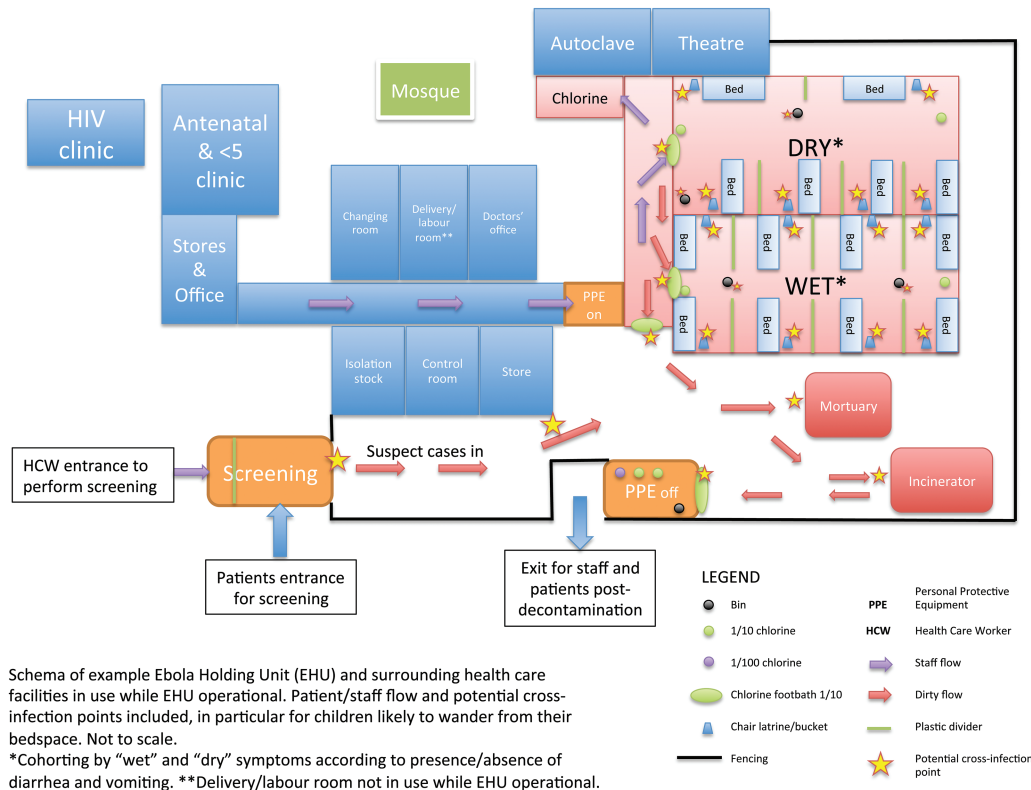 Autoclave
Theatre
Mosque
HIV
clinic
Antenatal
& <5
clinic
Chlorine
Bed
Bed
DRY*
Bed
Bed
Bed
Bed
Changing
room
Delivery/
labour
room**
Doctors'
office
Stores
&
Office
Bed
Bed
Bed
Bed
WET*
PPE
on
Bed
Bed
Bed
Bed
Isolation
stock
Control
room
Store
Mortuary
Suspect cases in
HCW entrance to
perform screening
Screening
PPE off
Incinerator
Patients entrance
for screening
Exit for staff and
patients post-
decontamination
LEGEND
Bin
1/10 chlorine
1/100 chlorine
Chlorine footbath 1/10
Chair latrine/bucket
Fencing
PPE
Personal Protective
Equipment
HCW
Health Care Worker
Staff flow
Dirty flow
Plastic divider
Potential cross-infection
point
Schema of example Ebola Holding Unit (EHU) and surrounding health care
facilities in use while EHU operational. Patient/staff flow and potential cross-
infection points included, in particular for children likely to wander from their
bedspace. Not to scale.
*Cohorting by "wet" and "dry" symptoms according to presence/absence of
diarrhea and vomiting. **Delivery/labour room not in use while EHU operational.